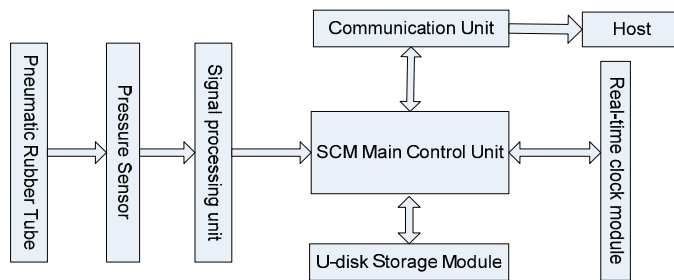 Communication Unit
Host
Pneumatic Rubber Tube
Pressure Sensor
Signal processing unit
SCM Main Control Unit
Real-time clock module
U-disk Storage Module